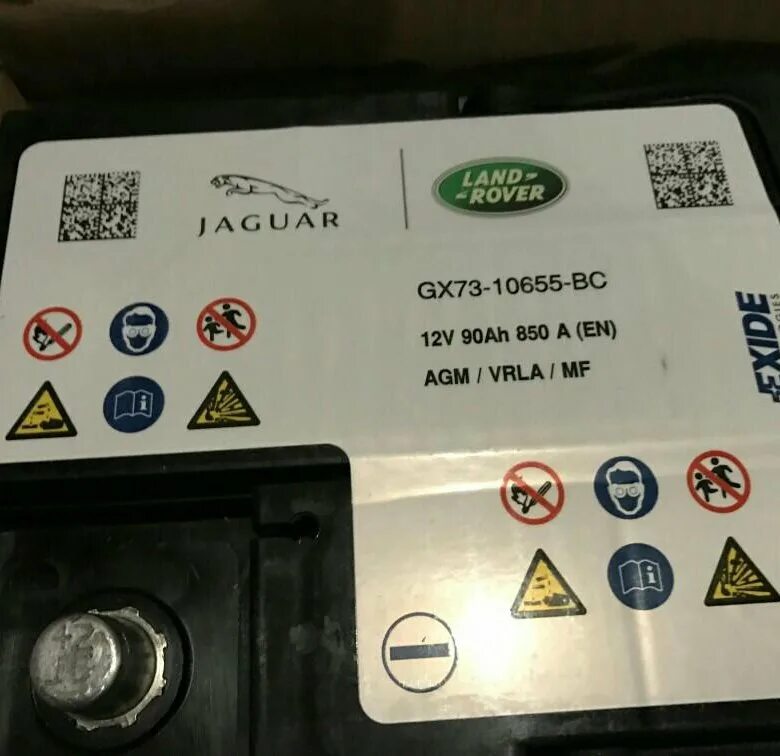 JAGUAR
LAND ROVER
GX73-10655-BC
12V 90Ah 850 A (EN)
AGM / VRLA / MF
EXIDE